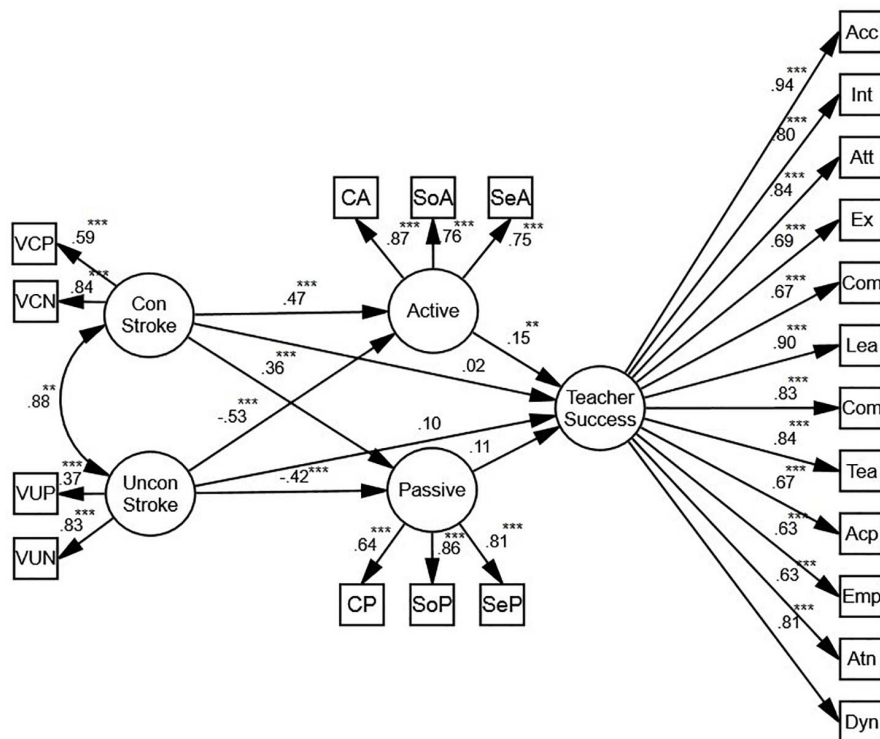 Acc
.94***
Int
.80***
Att
.84***
Ex
.69***
Com
.67***
Lea
.90***
Com
.83***
Tea
.84***
Acp
.67***
Emp
.63***
Atn
.63***
Dyn
.81***
CA
SoA
SeA
.87***
.76***
.75***
VCP
.59***
VCN
.84***
Con
Stroke
.47***
Active
.15**
.36***
.02
.88**
-.53***
.10
Teacher
Success
.11
-.42***
VUP
.37***
VUN
.83***
Uncon
Stroke
Passive
.64***
.86***
.81***
CP
SoP
SeP